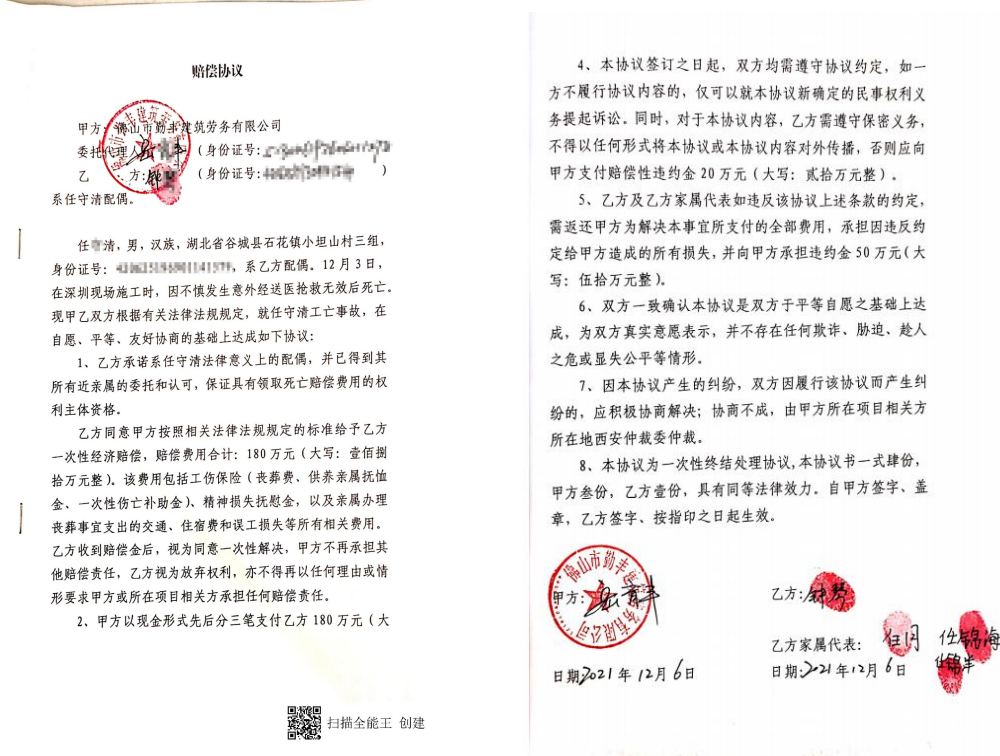 赔偿协议
甲方：佛山市勤丰建筑劳务有限公司
委托代理人（身份证号:
乙 方: （身份证号: ）
系任守清配偶。
任 清，男，汉族，湖北省谷城县石花镇小坦山村三组，
身份证号： ，系乙方配偶。12月3日，
在深圳现场施工时，因不慎发生意外经送医抢救无效后死亡。
现甲乙双方根据有关法律法规规定，就任守清工亡事故，在
自愿、平等、友好协商的基础上达成如下协议：
1、乙方承诺系任守清法律意义上的配偶，并已得到其
所有近亲属的委托和认可，保证具有领取死亡赔偿费用的权
利主体资格。
乙方同意甲方按照相关法律法规规定的标准给予乙方
一次性经济赔偿，赔偿费用合计：180万元（大写：壹佰捌
拾万元整）。该费用包括工伤保险（丧葬费、供养亲属抚恤
金、一次性伤亡补助金）、精神损失抚慰金，以及亲属办理
丧葬事宜支出的交通、住宿费和误工损失等所有相关费用。
乙方收到赔偿金后，视为同意一次性解决，甲方不再承担其
他赔偿责任，乙方视为放弃权利，亦不得再以任何理由或情
形要求甲方或所在项目相关方承担任何赔偿责任。
2、甲方以现金形式先后分三笔支付乙方180万元（大
扫描全能王 创建
4、本协议签订之日起，双方均需遵守协议约定，如一
方不履行协议内容的，仅可以就本协议新确定的民事权利义
务提起诉讼。同时，对于本协议内容，乙方需遵守保密义务，
不得以任何形式将本协议或本协议内容对外传播，否则应向
甲方支付赔偿性违约金20万元（大写：贰拾万元整）。
5、乙方及乙方家属代表如违反该协议上述条款的约定，
需返还甲方为解决本事宜所支付的全部费用，承担因违反约
定给甲方造成的所有损失，并向甲方承担违约金50万元（大
写：伍拾万元整）。
6、双方一致确认本协议是双方于平等自愿之基础上达
成，为双方真实意愿表示，并不存在任何欺诈、胁迫、趁人
之危或显失公平等情形。
7、因本协议产生的纠纷，双方因履行该协议而产生纠
纷的，应积极协商解决；协商不成，由甲方所在项目相关方
所在地西安仲裁委仲裁。
8、本协议为一次性终结处理协议，本协议书一式肆份，
甲方叁份，乙方壹份，具有同等法律效力。自甲方签字、盖
章，乙方签字、按指印之日起生效。
佛山市勤丰建筑劳务有限公司
甲方：
乙方：钟琴
乙方家属代表： 任锦海
任锦洋
日期：2021年12月6日
日期：2021年12月6日